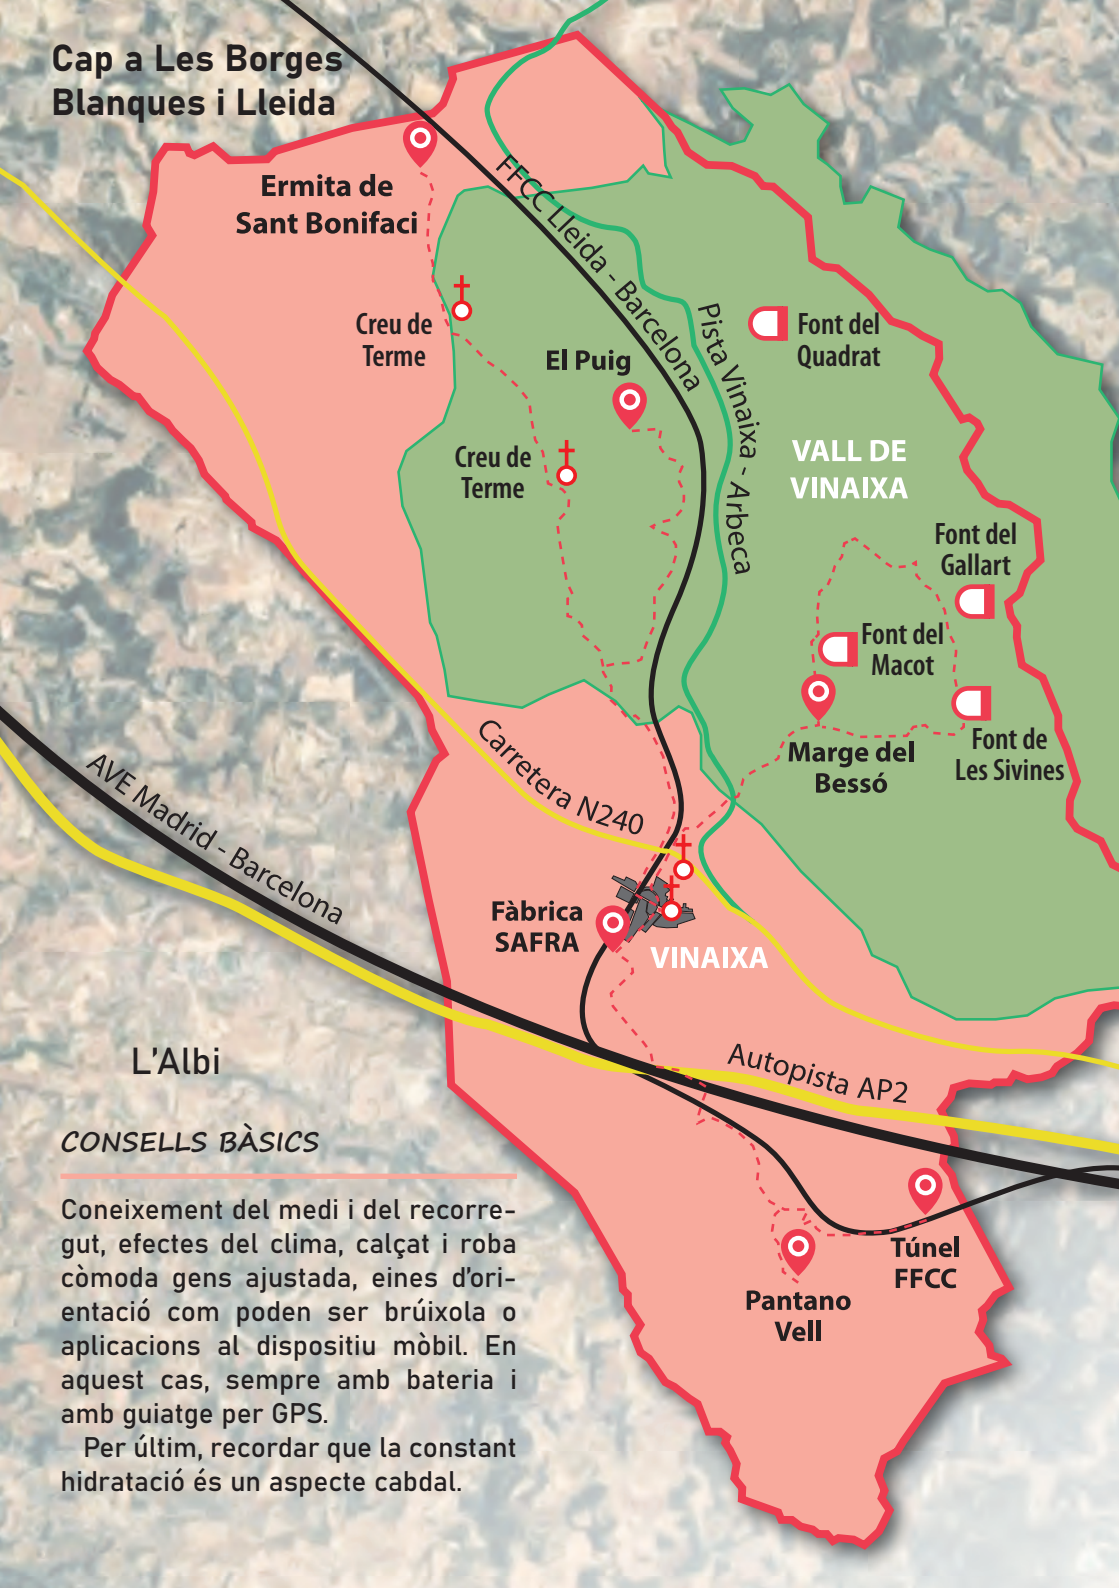 Cap a Les Borges
Blanques i Lleida
Ermita de
Sant Bonifaci
FFCC Lleida - Barcelona
Creu de
Terme
El Puig
Pista Vinaixa - Arbeca
Font del
Quadrat
Creu de
Terme
VALL DE
VINAIXA
Font del
Gallart
Font del
Macot
Marge del
Bessó
Font de
Les Sivines
Carretera N240
AVE Madrid - Barcelona
Fàbrica
SAFRA
VINAIXA
L'Albi
Autopista AP2
Túnel
FFCC
Pantano
Vell
CONSELLS BÀSICS
Coneixement del medi i del recorre-
gut, efectes del clima, calçat i roba
còmoda gens ajustada, eines d'ori-
entació com poden ser brúixola o
aplicacions al dispositiu mòbil. En
aquest cas, sempre amb bateria i
amb guiatge per GPS.
Per últim, recordar que la constant
hidratació és un aspecte cabdal.